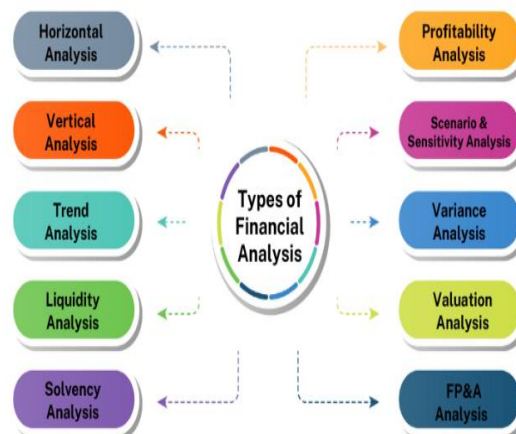 Horizontal
Analysis
Vertical
Analysis
Trend
Analysis
Liquidity
Analysis
Solvency
Analysis
Types of
Financial
Analysis
Profitability
Analysis
Scenario &
Sensitivity Analysis
Variance
Analysis
Valuation
Analysis
FP&A
Analysis